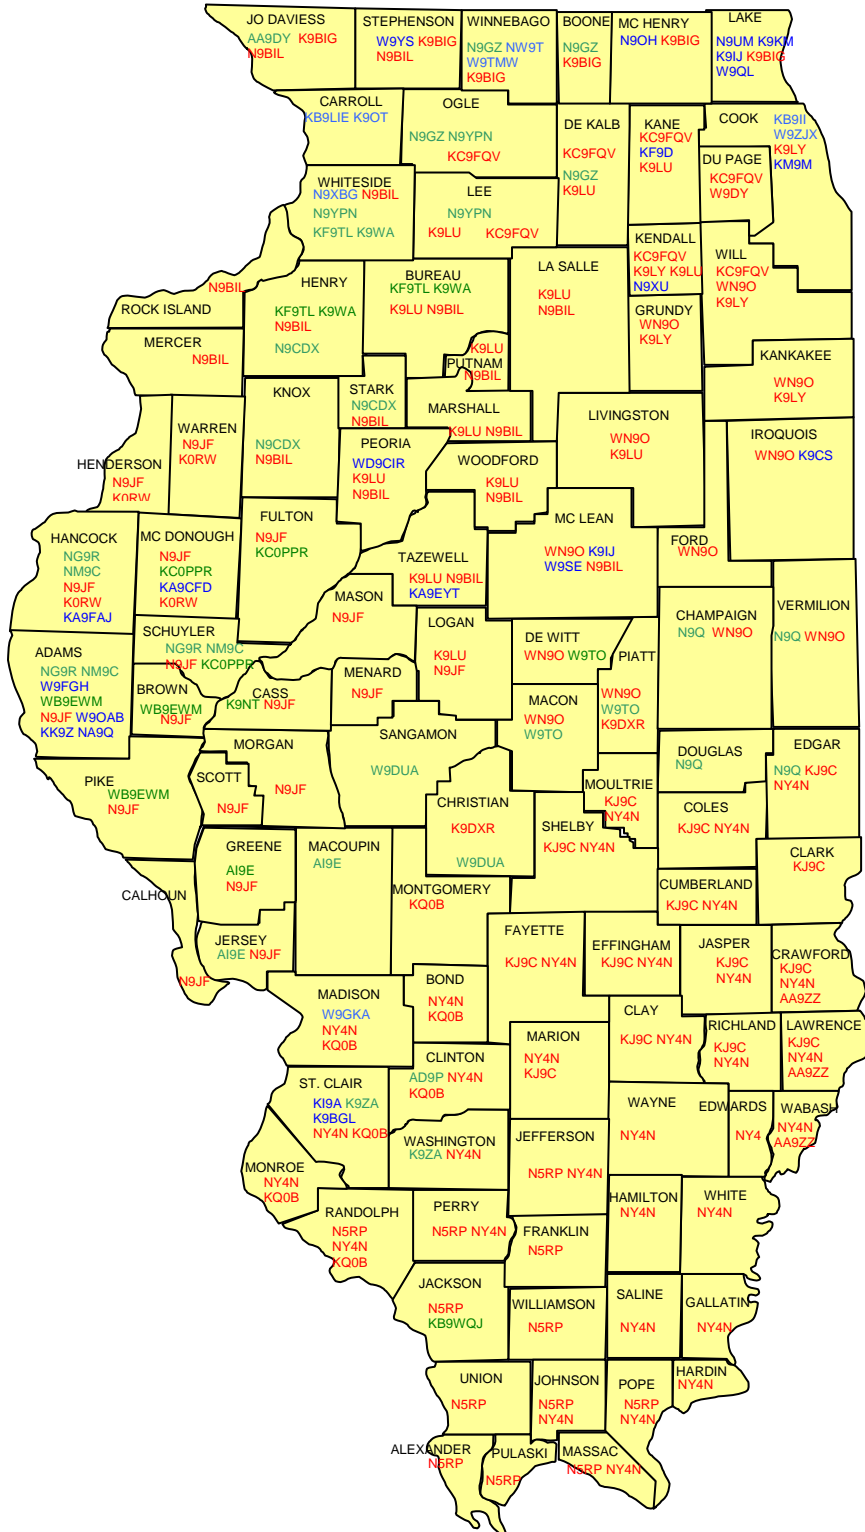 JO DAVIESS
AA9DY K9BIG
N9BIL
STEPHENSON
W9YS K9BIG
N9BIL
WINNEBAGO
N9GZ NW9T
W9TMW
K9BIG
BOONE
N9GZ
K9BIG
MC HENRY
N9OH K9BIG
LAKE
N9UM K9KM
K9IJ K9BIG
W9QL
CARROLL
KB9LIE K9OT
OGLE
N9GZ N9YPN
KC9FQV
DE KALB
KC9FQV
N9GZ
K9LU
KANE
KC9FQV
KF9D
K9LU
COOK
KB9II
W9ZJX
K9LY
KM9M
DU PAGE
KC9FQV
W9DY
WHITESIDE
N9XBG N9BIL
N9YPN
KF9TL K9WA
LEE
N9YPN
K9LU KC9FQV
KENDALL
KC9FQV
K9LY K9LU
N9XU
WILL
KC9FQV
WN9O
K9LY
ROCK ISLAND
N9BIL
HENRY
KF9TL K9WA
N9BIL
N9CDX
BUREAU
KF9TL K9WA
K9LU N9BIL
LA SALLE
K9LU
N9BIL
GRUNDY
WN9O
K9LY
MERCER
N9BIL
K9LU
PUTNAM
N9BIL
KANKAKEE
WN9O
K9LY
KNOX
N9CDX
N9BIL
STARK
N9CDX
N9BIL
MARSHALL
K9LU N9BIL
LIVINGSTON
WN9O
K9LU
IROQUOIS
WN9O K9CS
HENDERSON
N9JF
K0RW
WARREN
N9JF
K0RW
PEORIA
WD9CIR
K9LU
N9BIL
WOODFORD
K9LU
N9BIL
HANCOCK
NG9R
NM9C
N9JF
K0RW
KA9FAJ
MC DONOUGH
N9JF
KC0PPR
KA9CFD
K0RW
FULTON
N9JF
KC0PPR
TAZEWELL
K9LU N9BIL
KA9EYT
MC LEAN
WN9O K9IJ
W9SE N9BIL
FORD
WN9O
MASON
N9JF
LOGAN
K9LU
N9JF
DE WITT
WN9O W9TO
PIATT
WN9O
W9TO
K9DXR
CHAMPAIGN
N9Q WN9O
VERMILION
N9Q WN9O
SCHUYLER
NG9R NM9C
N9JF KC0PPR
ADAMS
NG9R NM9C
W9FGH
WB9EWM
N9JF W9OAB
KK9Z NA9Q
BROWN
WB9EWM
N9JF
CASS
K9NT N9JF
MENARD
N9JF
MACON
WN9O
W9TO
MORGAN
N9JF
SANGAMON
W9DUA
DOUGLAS
N9Q
EDGAR
N9Q KJ9C
NY4N
PIKE
WB9EWM
N9JF
SCOTT
N9JF
CHRISTIAN
K9DXR
W9DUA
MOULTRIE
KJ9C
NY4N
SHELBY
KJ9C NY4N
COLES
KJ9C NY4N
GREENE
AI9E
N9JF
MACOUPIN
AI9E
MONTGOMERY
KQ0B
CLARK
KJ9C
CUMBERLAND
KJ9C NY4N
CALHOUN
N9JF
JERSEY
AI9E N9JF
FAYETTE
KJ9C NY4N
EFFINGHAM
KJ9C NY4N
JASPER
KJ9C
NY4N
CRAWFORD
KJ9C
NY4N
AA9ZZ
MADISON
W9GKA
NY4N
KQ0B
BOND
NY4N
KQ0B
CLAY
KJ9C NY4N
RICHLAND
KJ9C
NY4N
LAWRENCE
KJ9C
NY4N
AA9ZZ
MARION
NY4N
KJ9C
CLINTON
AD9P NY4N
KQ0B
ST. CLAIR
KI9A K9ZA
K9BGL
NY4N KQ0B
WAYNE
NY4N
EDWARDS
NY4
WABASH
NY4N
AA9ZZ
WASHINGTON
K9ZA NY4N
JEFFERSON
N5RP NY4N
MONROE
NY4N
KQ0B
RANDOLPH
N5RP
NY4N
KQ0B
PERRY
N5RP NY4N
HAMILTON
NY4N
WHITE
NY4N
FRANKLIN
N5RP
JACKSON
N5RP
KB9WQJ
WILLIAMSON
N5RP
SALINE
NY4N
GALLATIN
NY4N
UNION
N5RP
JOHNSON
N5RP
NY4N
POPE
N5RP
NY4N
HARDIN
NY4N
ALEXANDER
N5RP
PULASKI
N5RP
MASSAC
N5RP NY4N